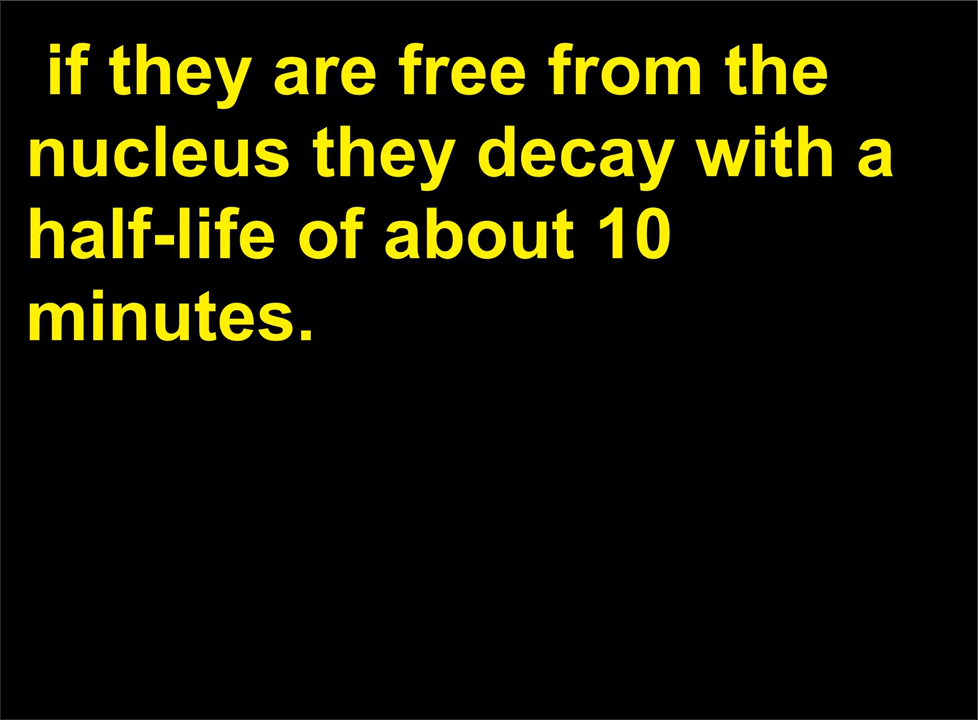 if they are free from the
nucleus they decay with a
half-life of about 10
minutes.